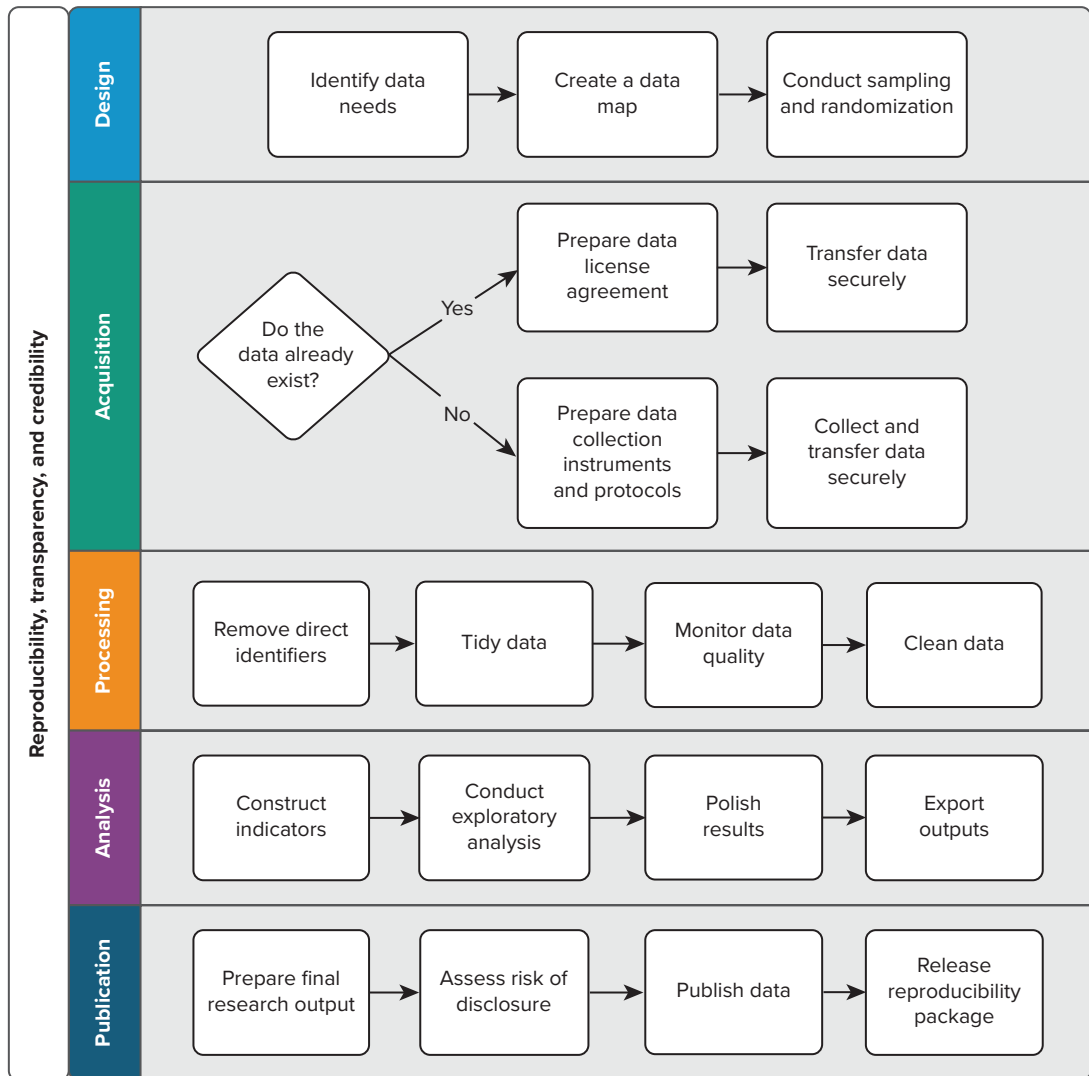 Reproducibility, transparency, and credibility
Design
Identify data
needs
Create a data
map
Conduct sampling
and randomization
Acquisition
Do the
data already
exist?
Yes
No
Prepare data
license
agreement
Transfer data
securely
Prepare data
collection
instruments
and protocols
Collect and
transfer data
securely
Processing
Remove direct
identifiers
Tidy data
Monitor data
quality
Clean data
Analysis
Construct
indicators
Conduct
exploratory
analysis
Polish
results
Export
outputs
Publication
Prepare final
research output
Assess risk of
disclosure
Publish data
Release
reproducibility
package